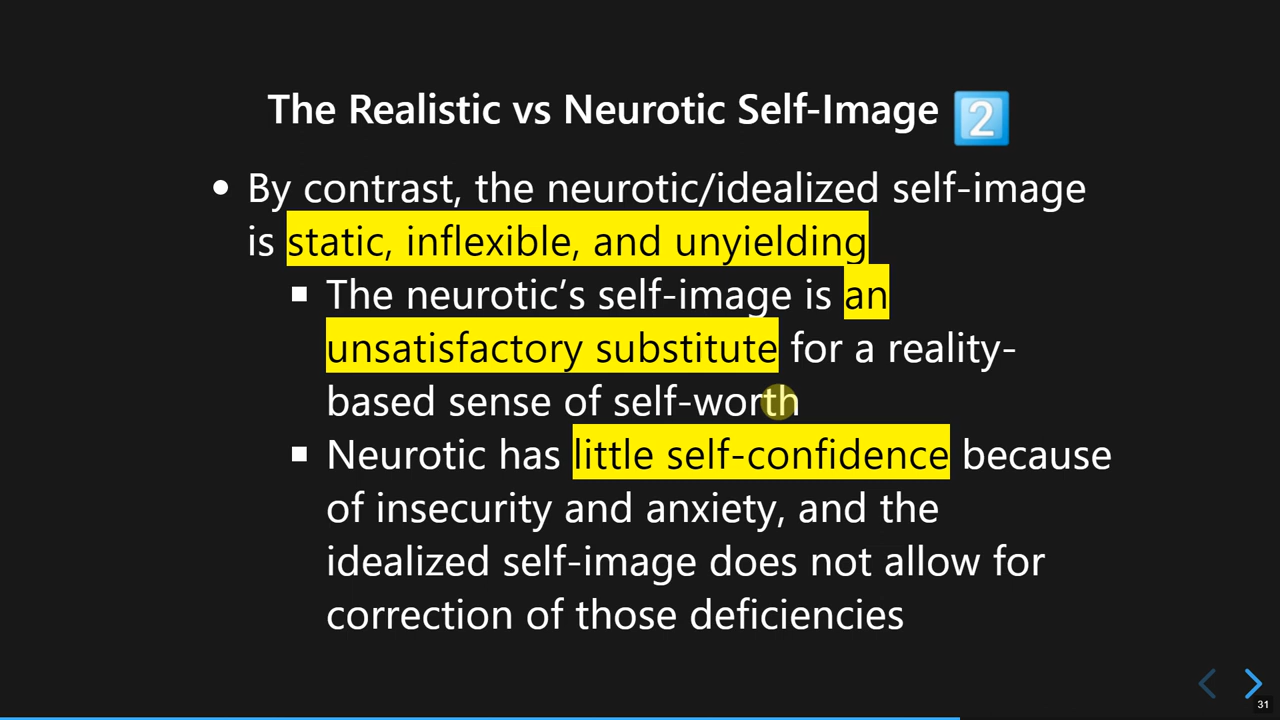 The Realistic vs Neurotic Self-Image 2️⃣
• By contrast, the neurotic/idealized self-image
is static, inflexible, and unyielding
▪ The neurotic’s self-image is an
unsatisfactory substitute for a reality-
based sense of self-worth
▪ Neurotic has little self-confidence because
of insecurity and anxiety, and the
idealized self-image does not allow for
correction of those deficiencies
31